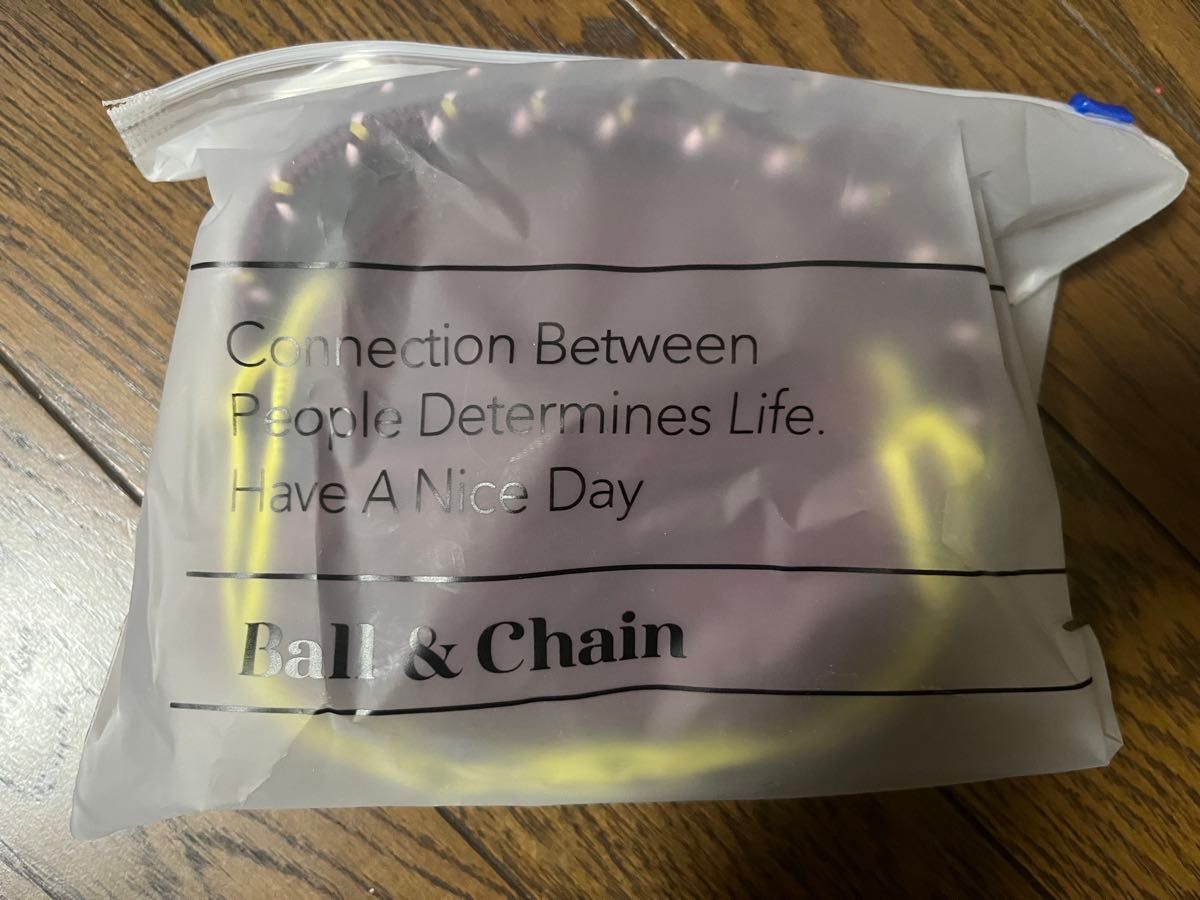 Connection Between
People Determines Life.
Have A Nice Day
Ball & Chain